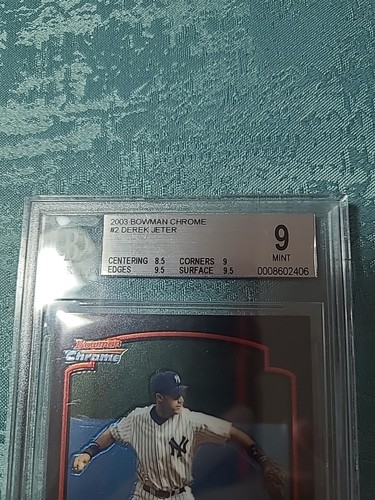 2003 BOWMAN CHROME
#2 DEREK JETER
9
MINT
CENTERING 8.5 CORNERS 9
EDGES 9.5 SURFACE 9.5
0008602406
Bowman
Chrome
NY